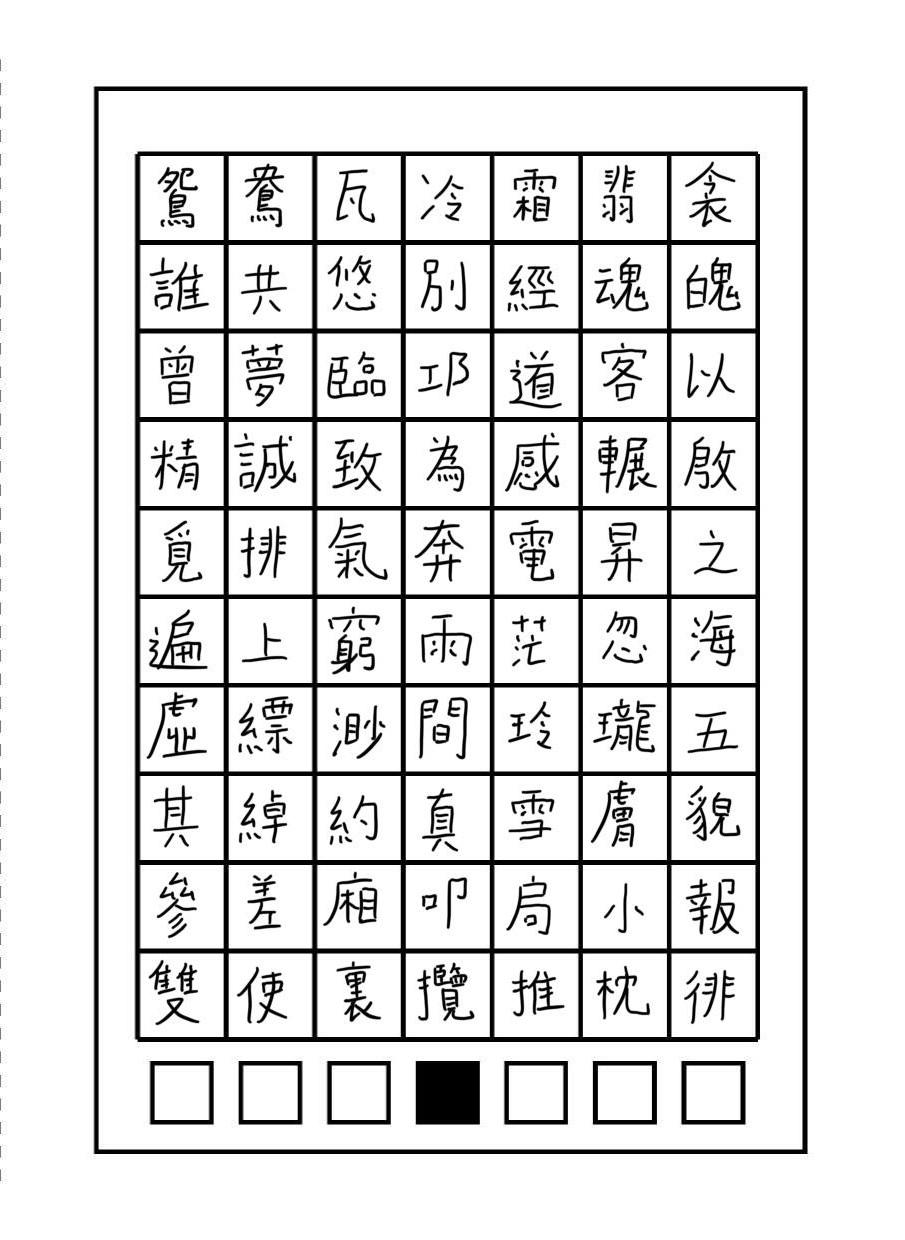 鴛鴦瓦冷霜翡衾
誰共悠別經魂魄
曾夢臨邛道客以
精誠致為感輾殷
覓排氣奔電昇之
遍上窮兩茫忽海
虛縹渺間玲瓏五
其綽約真雪膚貌
參差廂叩扃小報
雙使裏攬推枕徘